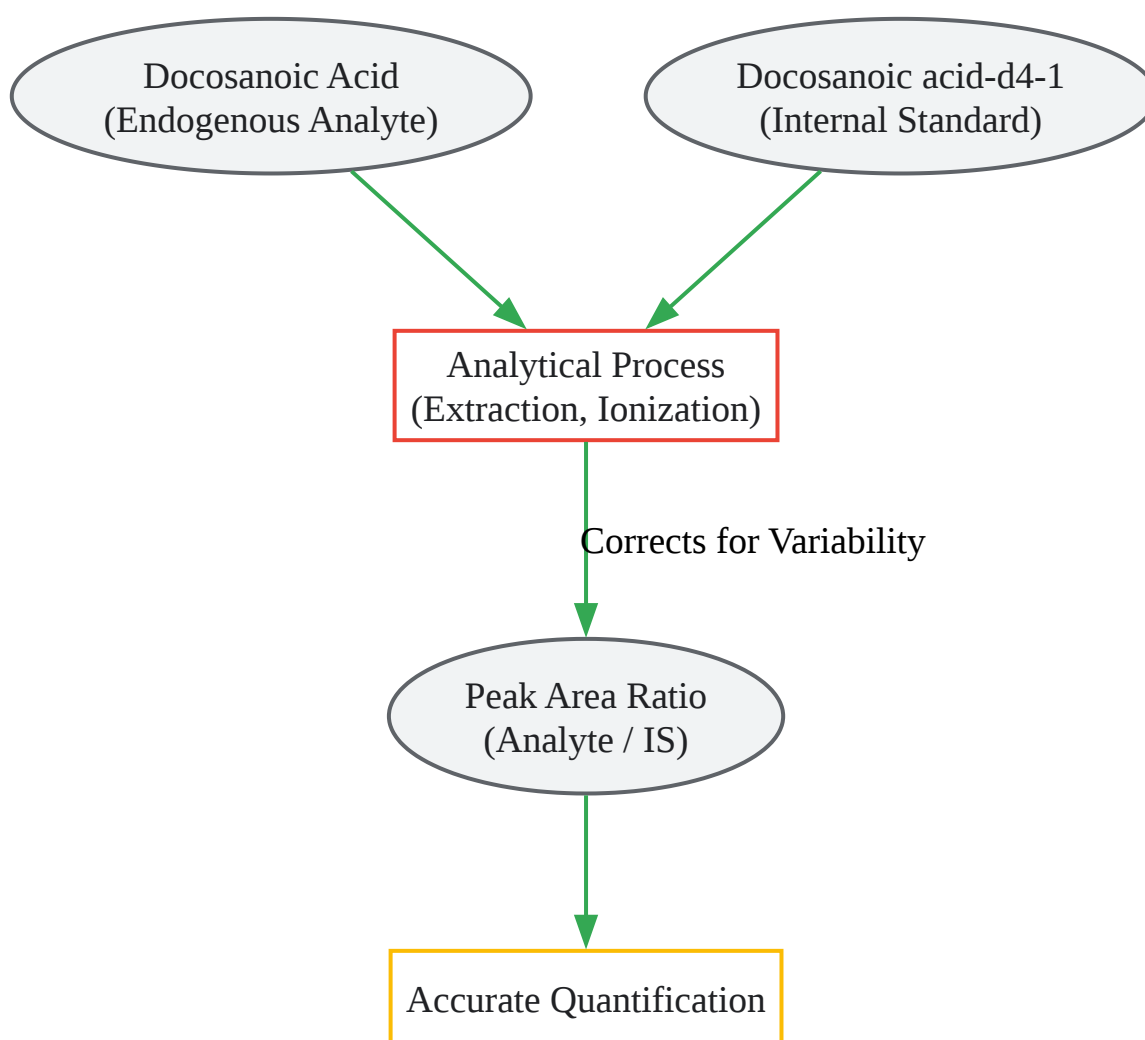 Docosanoic Acid
(Endogenous Analyte)
Docosanoic acid-d4-1
(Internal Standard)
Analytical Process
(Extraction, Ionization)
Corrects for Variability
Peak Area Ratio
(Analyte / IS)
Accurate Quantification